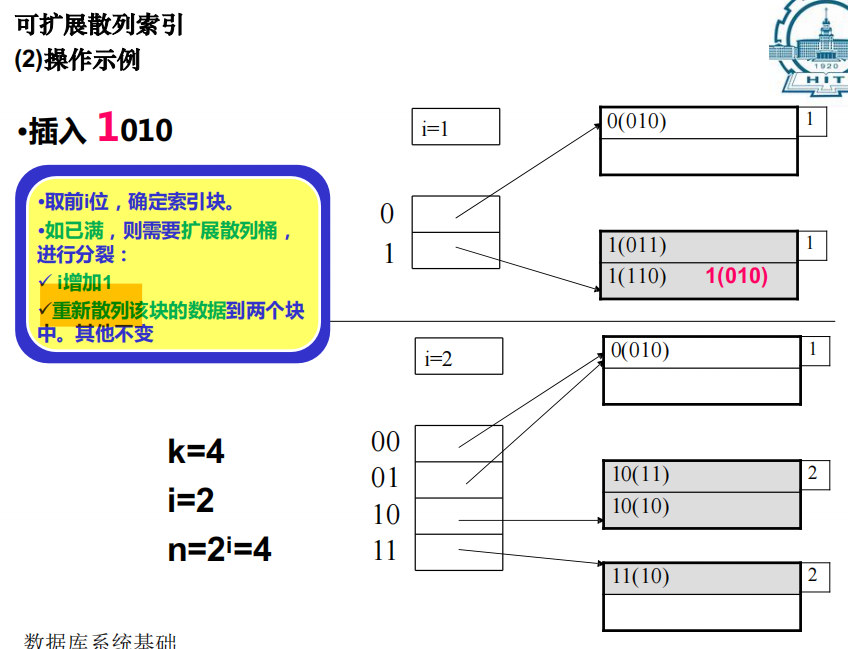 可扩展散列索引
(2)操作示例
1920
HIT
•插入 1010
•取前i位，确定索引块。
•如已满，则需要扩展散列桶，
进行分裂：
✓ i增加1
✓重新散列该块的数据到两个块
中。其他不变
i=1
0
1
0(010)
1
1(011)
1(110) 1(010)
1
i=2
00
01
10
11
0(010)
1
10(11)
10(10)
2
11(10)
2
k=4
i=2
n=2ⁱ=4
数据库系统基础